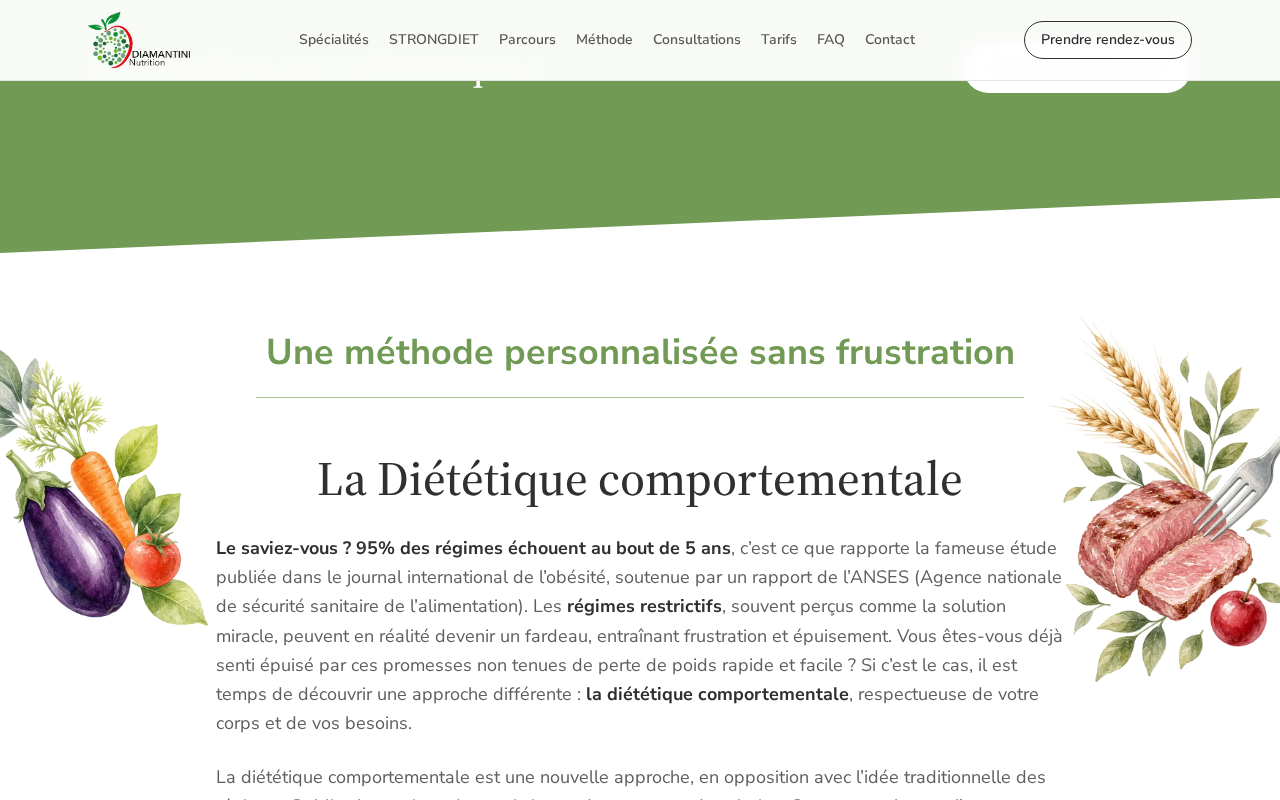 DIAMANTINI
Nutrition
Spécialités STRONGDIET Parcours Méthode Consultations Tarifs FAQ Contact
Prendre rendez-vous
Une méthode personnalisée sans frustration
La Diététique comportementale
Le saviez-vous ? 95% des régimes échouent au bout de 5 ans, c’est ce que rapporte la fameuse étude
publiée dans le journal international de l’obésité, soutenue par un rapport de l’ANSES (Agence nationale
de sécurité sanitaire de l’alimentation). Les régimes restrictifs, souvent perçus comme la solution
miracle, peuvent en réalité devenir un fardeau, entraînant frustration et épuisement. Vous êtes-vous déjà
senti épuisé par ces promesses non tenues de perte de poids rapide et facile ? Si c’est le cas, il est
temps de découvrir une approche différente : la diététique comportementale, respectueuse de votre
corps et de vos besoins.
La diététique comportementale est une nouvelle approche, en opposition avec l’idée traditionnelle des